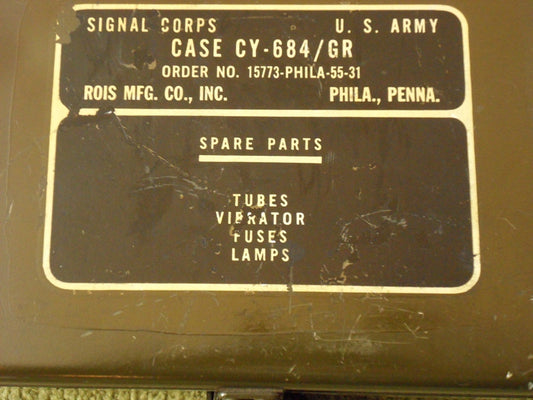 SIGNAL CORPS U. S. ARMY
CASE CY-684/GR
ORDER NO. 15773-PHILA-55-31
ROIS MFG. CO., INC. PHILA., PENNA.
SPARE PARTS
TUBES
VIBRATOR
FUSES
LAMPS